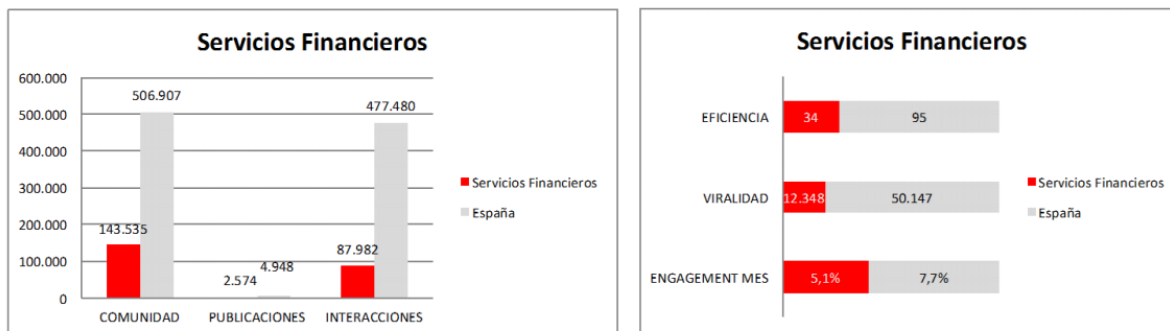 Servicios Financieros
600.000
500.000
400.000
300.000
200.000
100.000
0
506.907
477.480
143.535
87.982
2.574
4.948
COMUNIDAD PUBLICACIONES INTERACCIONES
Servicios Financieros
España
Servicios Financieros
EFICIENCIA 34 95
VIRALIDAD 12.348 50.147
ENGAGEMENT MES 5,1% 7,7%
Servicios Financieros
España